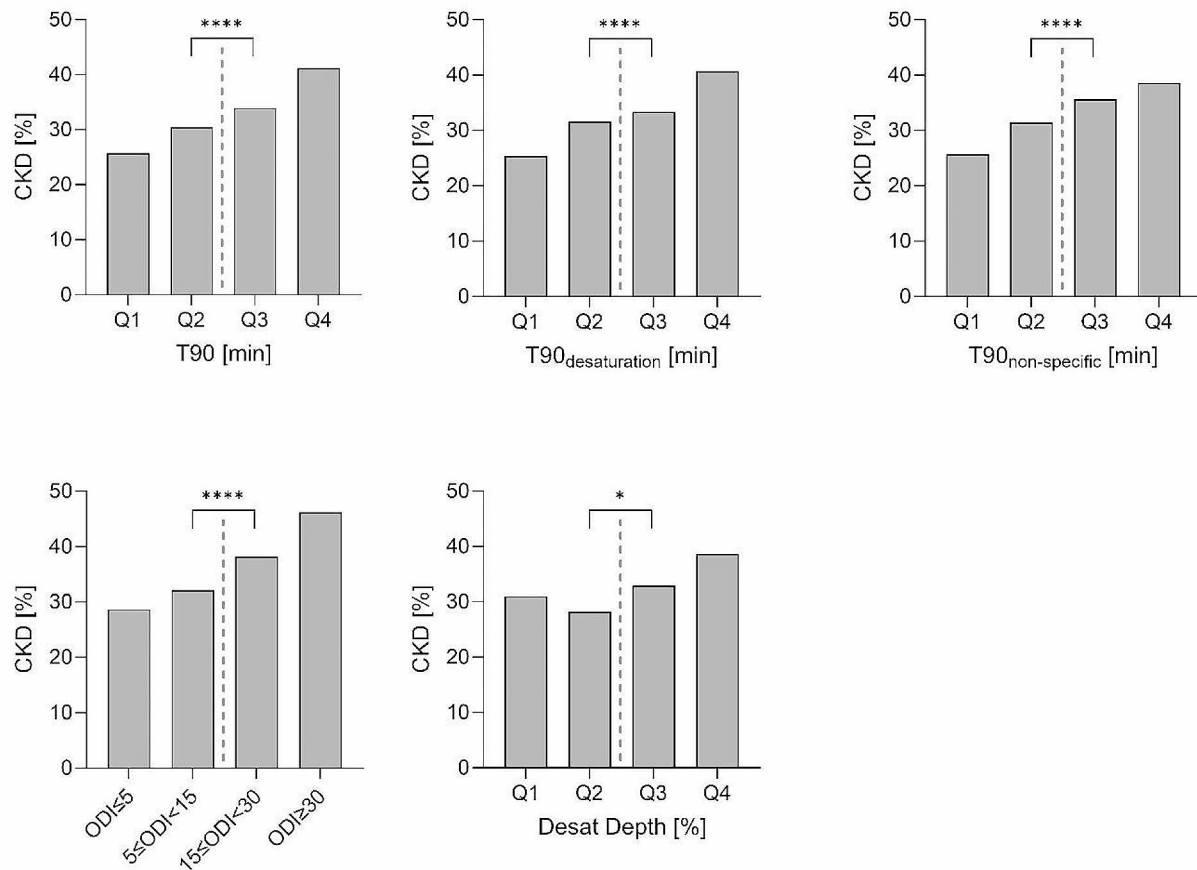 ****
50
40
30
20
10
0
CKD [%]
Q1 Q2 Q3 Q4
T90 [min]
****
50
40
30
20
10
0
CKD [%]
Q1 Q2 Q3 Q4
T90desaturation [min]
****
50
40
30
20
10
0
CKD [%]
Q1 Q2 Q3 Q4
T90non-specific [min]
****
50
40
30
20
10
0
CKD [%]
ODI≤5
5≤ODI<15
15≤ODI<30
ODI≥30
*
50
40
30
20
10
0
CKD [%]
Q1 Q2 Q3 Q4
Desat Depth [%]